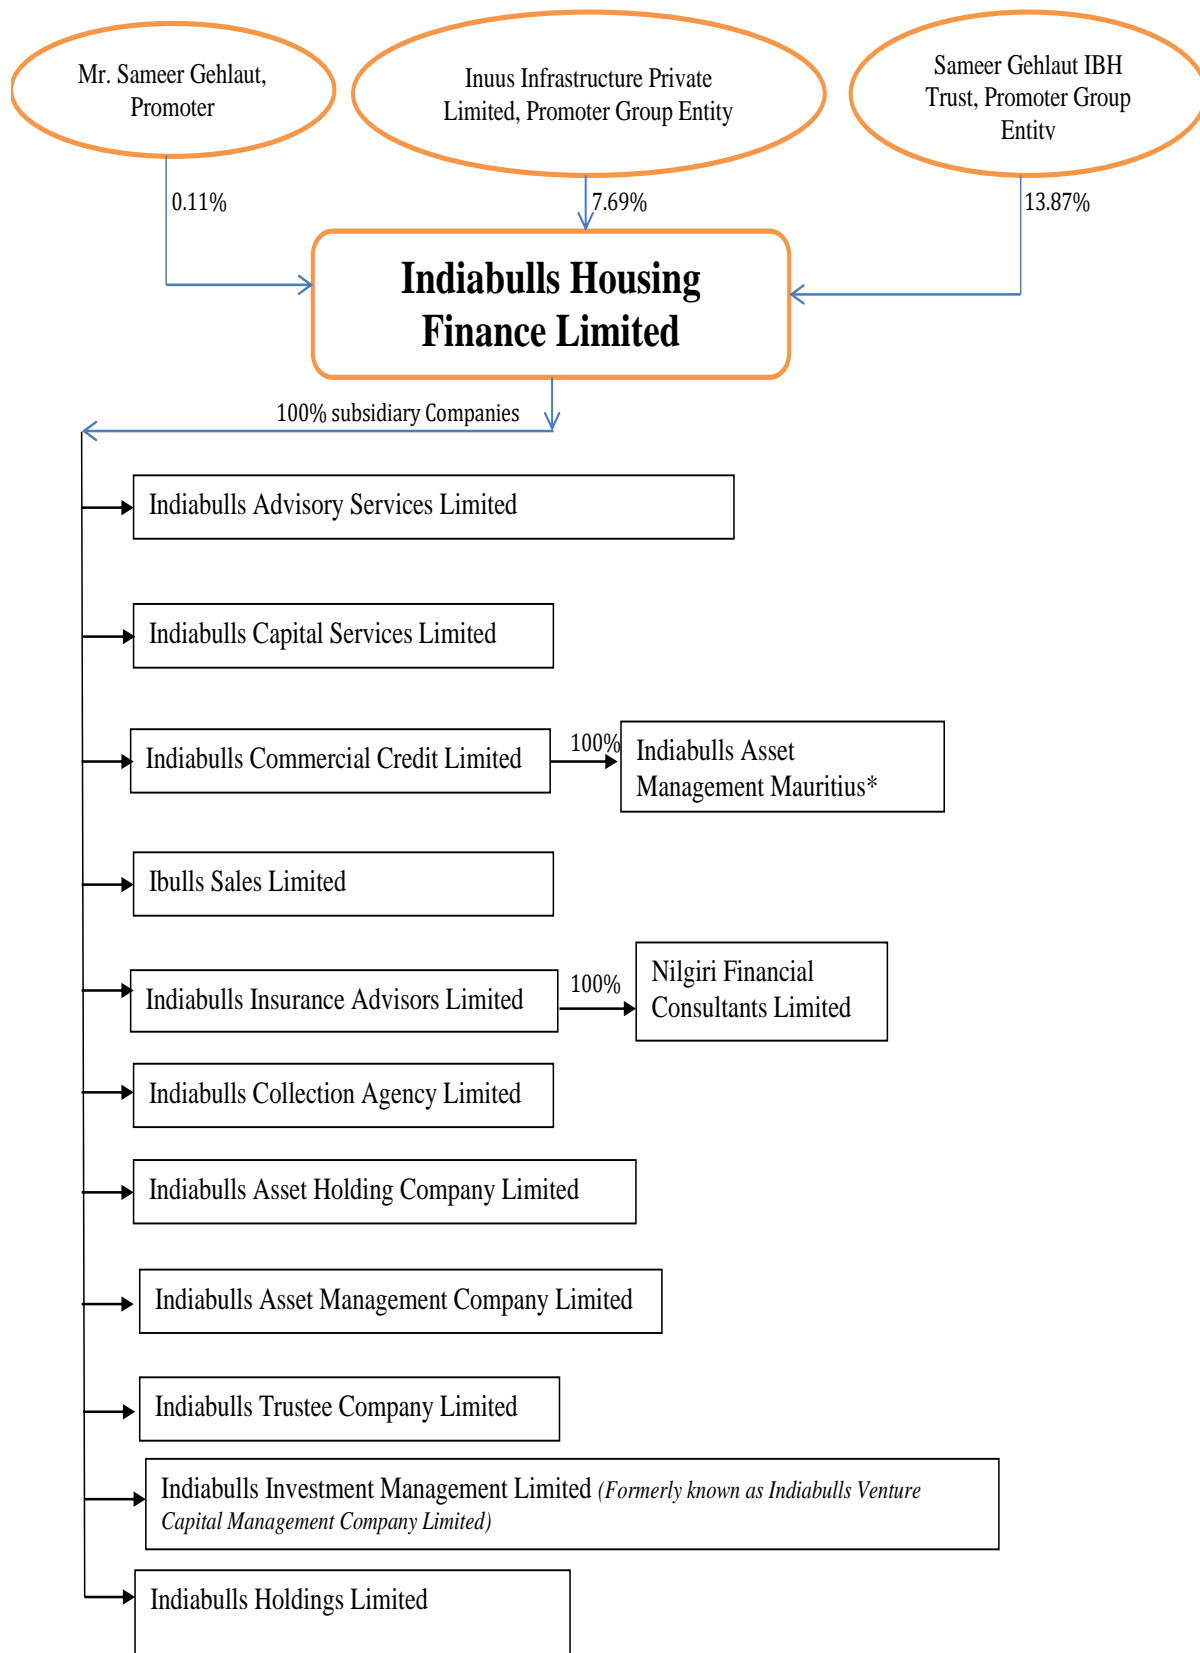 Mr. Sameer Gehlaut,
Promoter
Inuus Infrastructure Private
Limited, Promoter Group Entity
Sameer Gehlaut IBH
Trust, Promoter Group
Entity
0.11%
7.69%
13.87%
Indiabulls Housing
Finance Limited
100% subsidiary Companies
Indiabulls Advisory Services Limited
Indiabulls Capital Services Limited
Indiabulls Commercial Credit Limited
100%
Indiabulls Asset
Management Mauritius*
Ibulls Sales Limited
Indiabulls Insurance Advisors Limited
100%
Nilgiri Financial
Consultants Limited
Indiabulls Collection Agency Limited
Indiabulls Asset Holding Company Limited
Indiabulls Asset Management Company Limited
Indiabulls Trustee Company Limited
Indiabulls Investment Management Limited (Formerly known as Indiabulls Venture
Capital Management Company Limited)
Indiabulls Holdings Limited